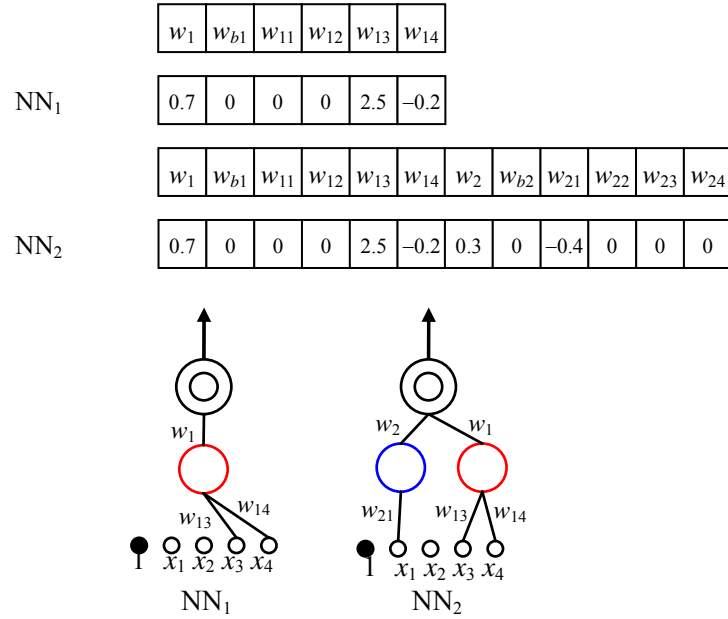 w₁ w_b1 w₁₁ w₁₂ w₁₃ w₁₄
NN₁ 0.7 0 0 0 2.5 −0.2
w₁ w_b1 w₁₁ w₁₂ w₁₃ w₁₄ w₂ w_b2 w₂₁ w₂₂ w₂₃ w₂₄
NN₂ 0.7 0 0 0 2.5 −0.2 0.3 0 −0.4 0 0 0
w₁ w₂ w₁
w₁₃ w₁₄ w₂₁ w₁₃ w₁₄
1 x₁ x₂ x₃ x₄ 1 x₁ x₂ x₃ x₄
NN₁ NN₂